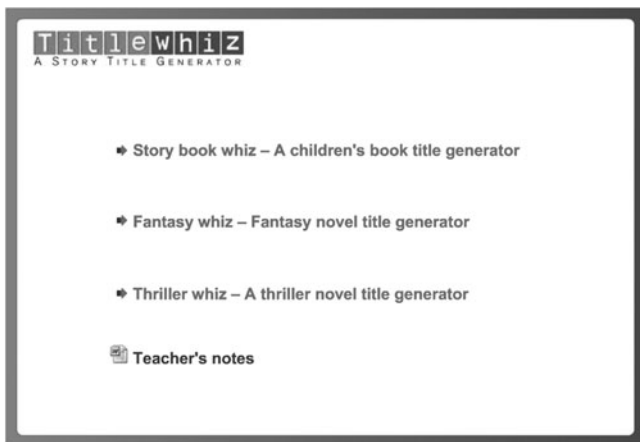 Titlewhiz
A STORY TITLE GENERATOR
Story book whiz – A children's book title generator
Fantasy whiz – Fantasy novel title generator
Thriller whiz – A thriller novel title generator
Teacher's notes